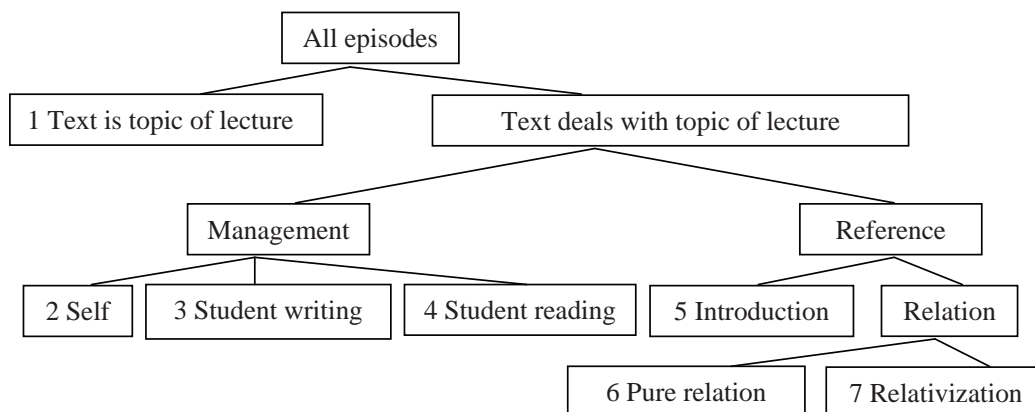 All episodes
1 Text is topic of lecture
Text deals with topic of lecture
Management
Reference
2 Self
3 Student writing
4 Student reading
5 Introduction
Relation
6 Pure relation
7 Relativization